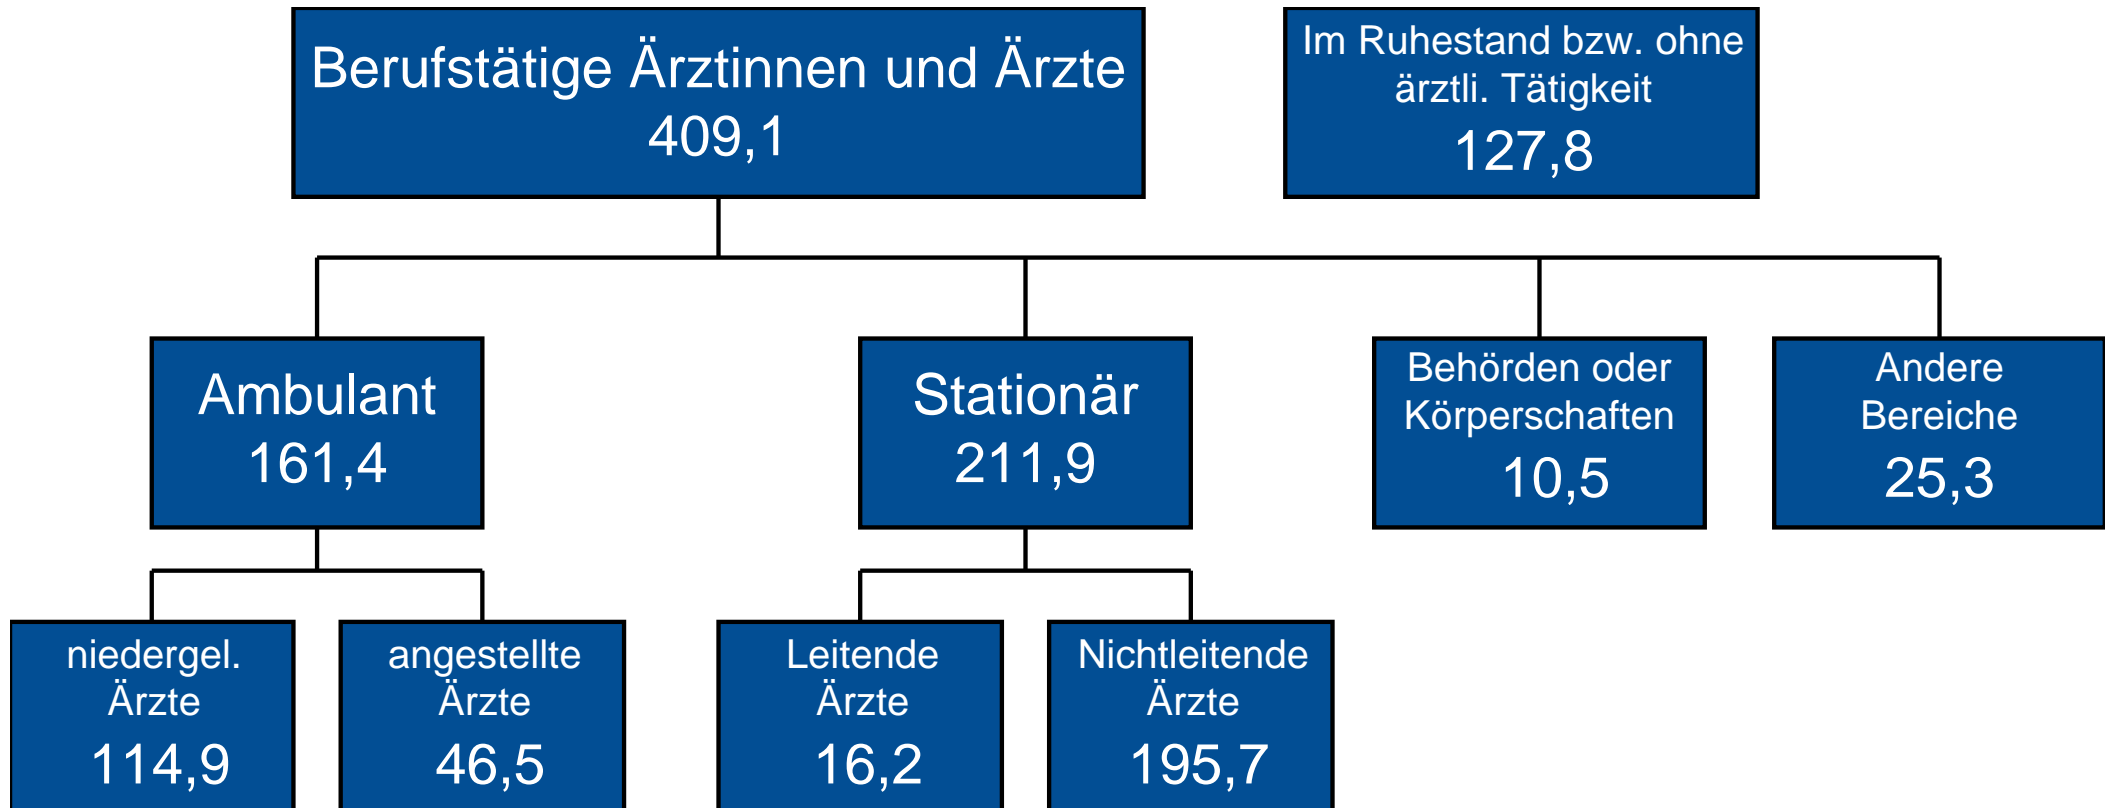 Berufstätige Ärztinnen und Ärzte
409,1
Im Ruhestand bzw. ohne
ärztli. Tätigkeit
127,8
Ambulant
161,4
Stationär
211,9
Behörden oder
Körperschaften
10,5
Andere
Bereiche
25,3
niedergel.
Ärzte
114,9
angestellte
Ärzte
46,5
Leitende
Ärzte
16,2
Nichtleitende
Ärzte
195,7